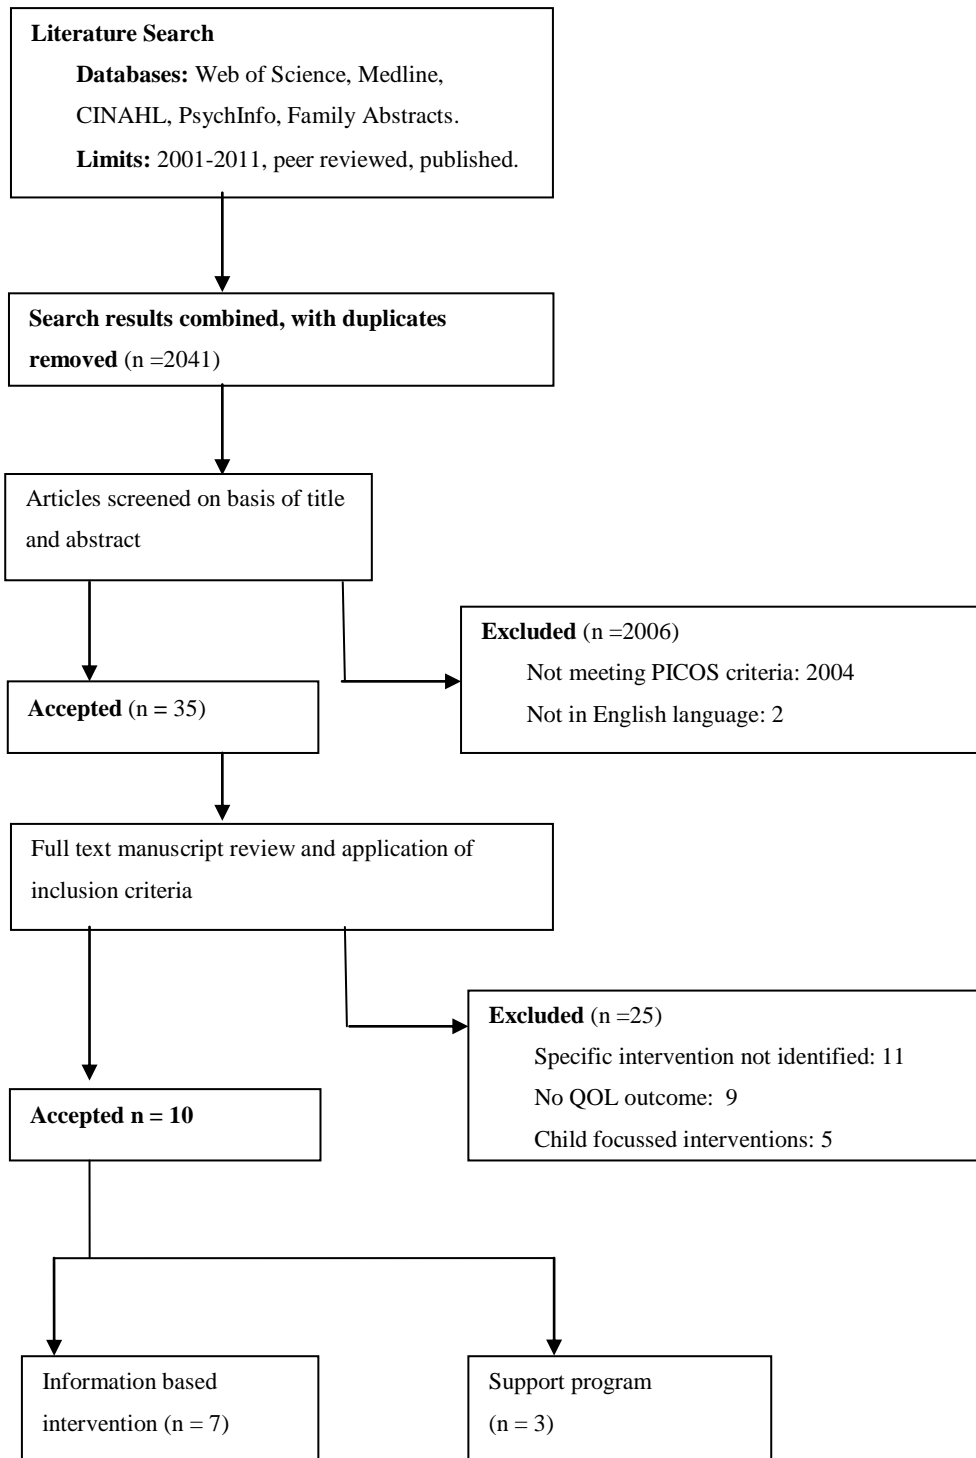 Literature Search
Databases: Web of Science, Medline,
CINAHL, PsychInfo, Family Abstracts.
Limits: 2001-2011, peer reviewed, published.
Search results combined, with duplicates
removed (n =2041)
Articles screened on basis of title
and abstract
Excluded (n =2006)
Not meeting PICOS criteria: 2004
Not in English language: 2
Accepted (n = 35)
Full text manuscript review and application of
inclusion criteria
Excluded (n =25)
Specific intervention not identified: 11
No QOL outcome:  9
Child focussed interventions: 5
Accepted n = 10
Information based
intervention (n = 7)
Support program
(n = 3)